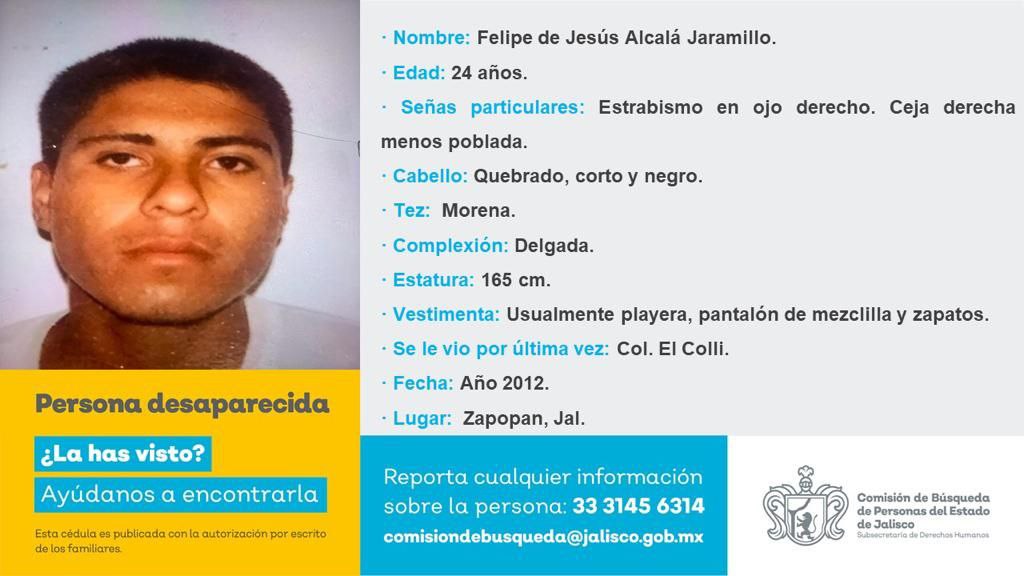 · Nombre: Felipe de Jesús Alcalá Jaramillo.
· Edad: 24 años.
· Señas particulares: Estrabismo en ojo derecho. Ceja derecha
menos poblada.
· Cabello: Quebrado, corto y negro.
· Tez: Morena.
· Complexión: Delgada.
· Estatura: 165 cm.
· Vestimenta: Usualmente playera, pantalón de mezclilla y zapatos.
· Se le vio por última vez: Col. El Colli.
· Fecha: Año 2012.
· Lugar: Zapopan, Jal.
Persona desaparecida
¿La has visto?
Ayúdanos a encontrarla
Esta cédula es publicada con la autorización por escrito
de los familiares.
Reporta cualquier información
sobre la persona: 33 3145 6314
comisiondebusqueda@jalisco.gob.mx
Comisión de Búsqueda
de Personas del Estado
de Jalisco
Subsecretaría de Derechos Humanos